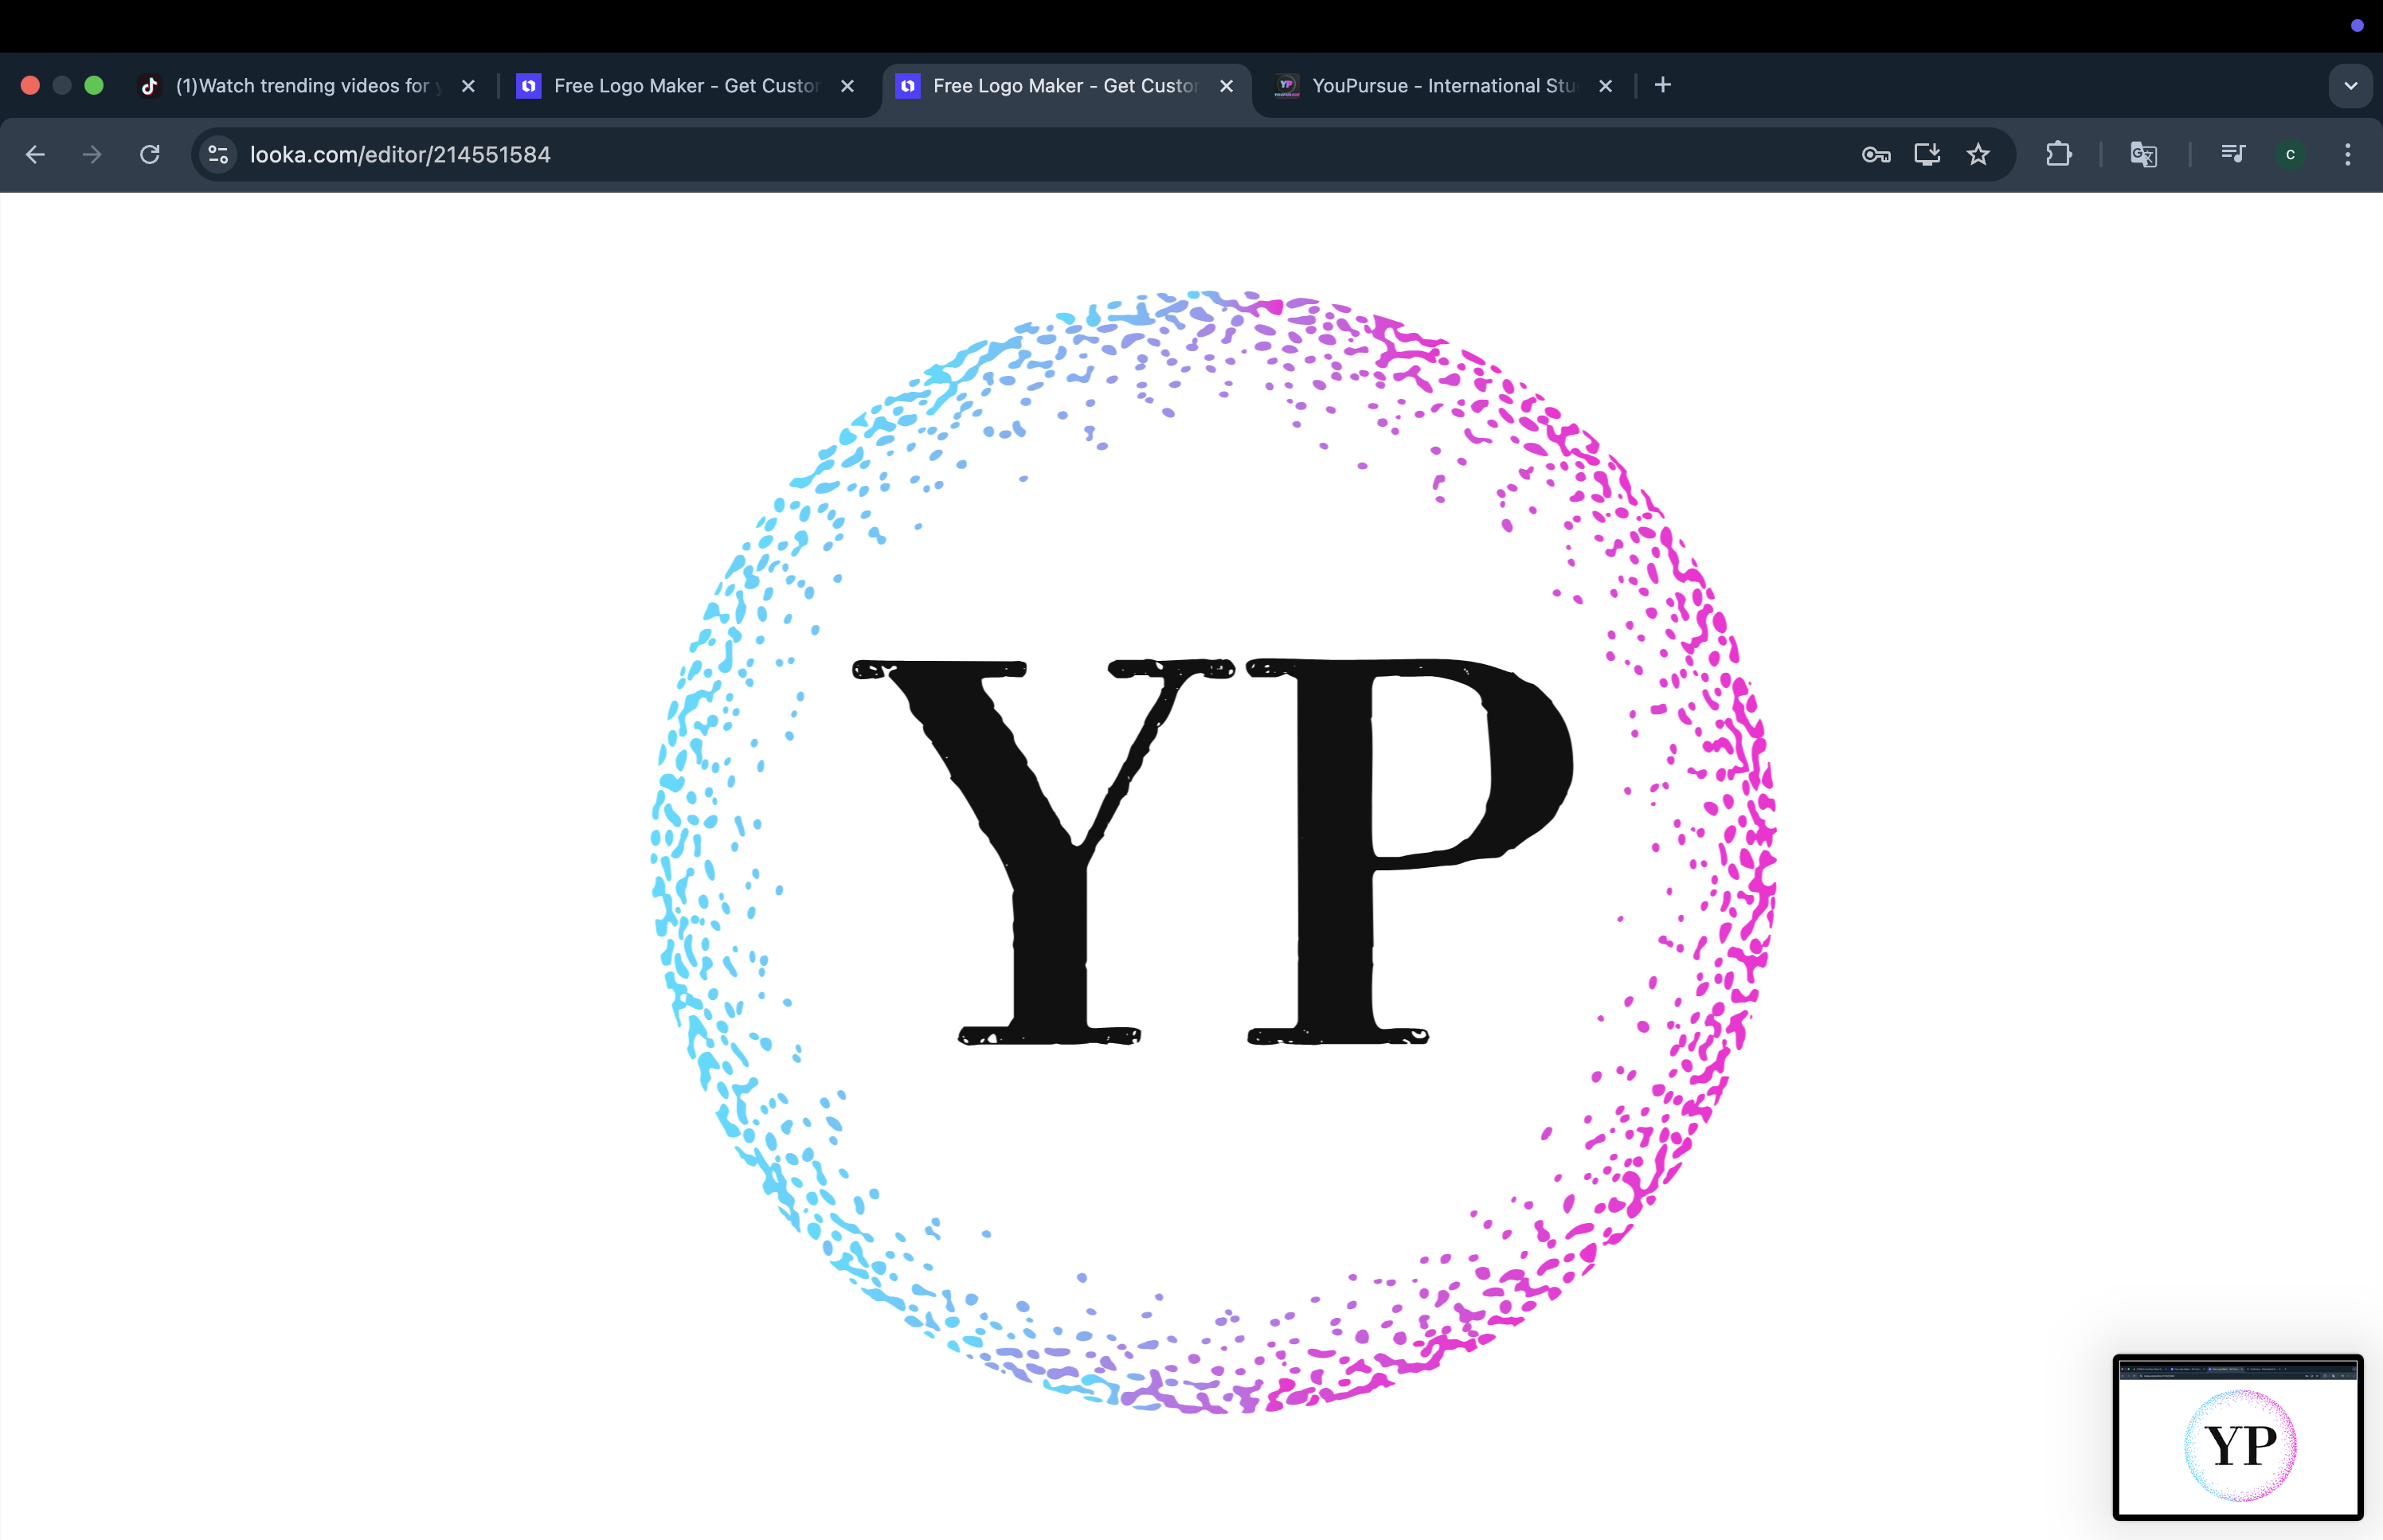 (1)Watch trending videos for y
Free Logo Maker - Get Custor
Free Logo Maker - Get Custor
YouPursue - International Stu
looka.com/editor/214551584
C
YP
YP